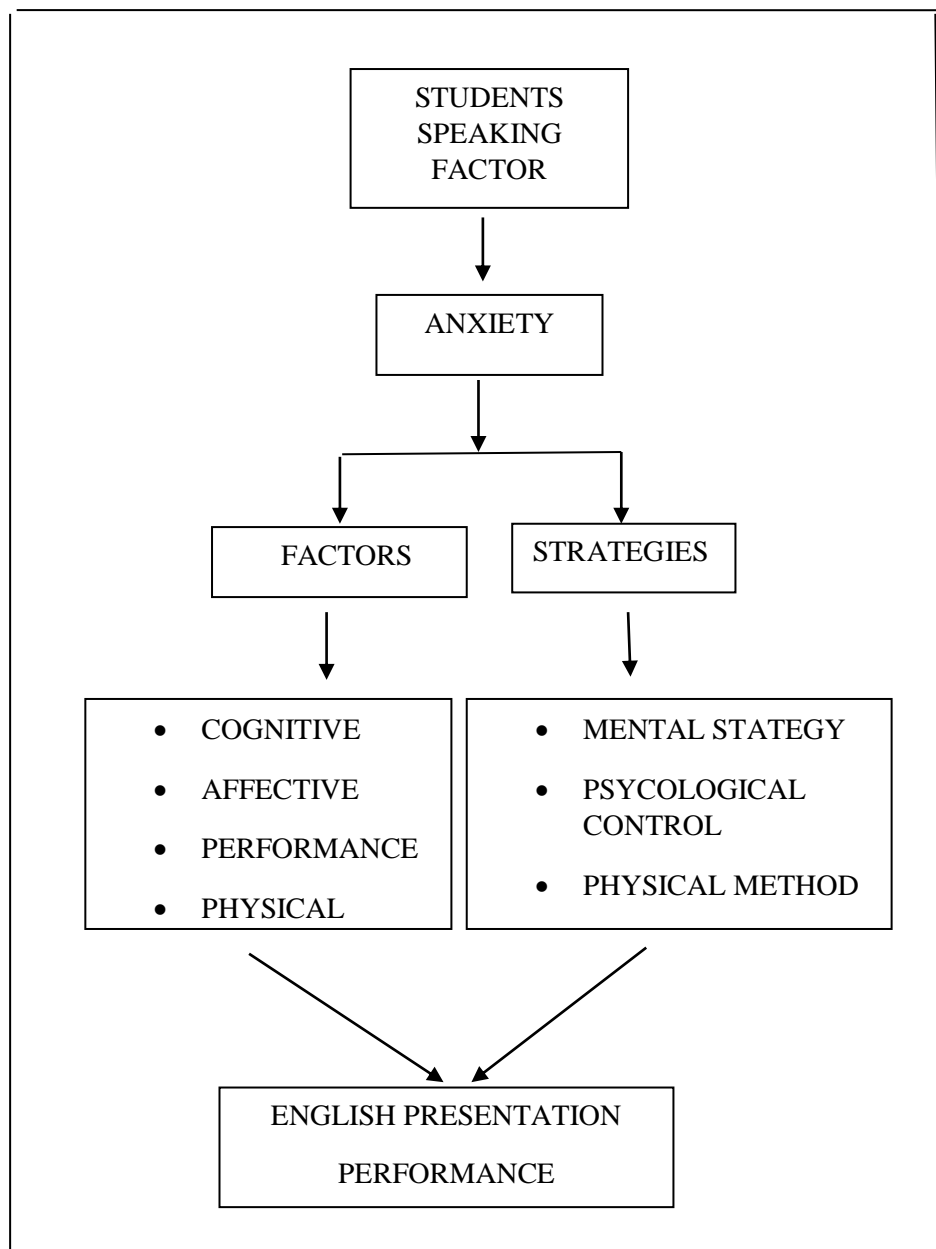 STUDENTS
SPEAKING
FACTOR
ANXIETY
FACTORS
STRATEGIES
• COGNITIVE
• AFFECTIVE
• PERFORMANCE
• PHYSICAL
• MENTAL STATEGY
• PSYCOLOGICAL
CONTROL
• PHYSICAL METHOD
ENGLISH PRESENTATION
PERFORMANCE